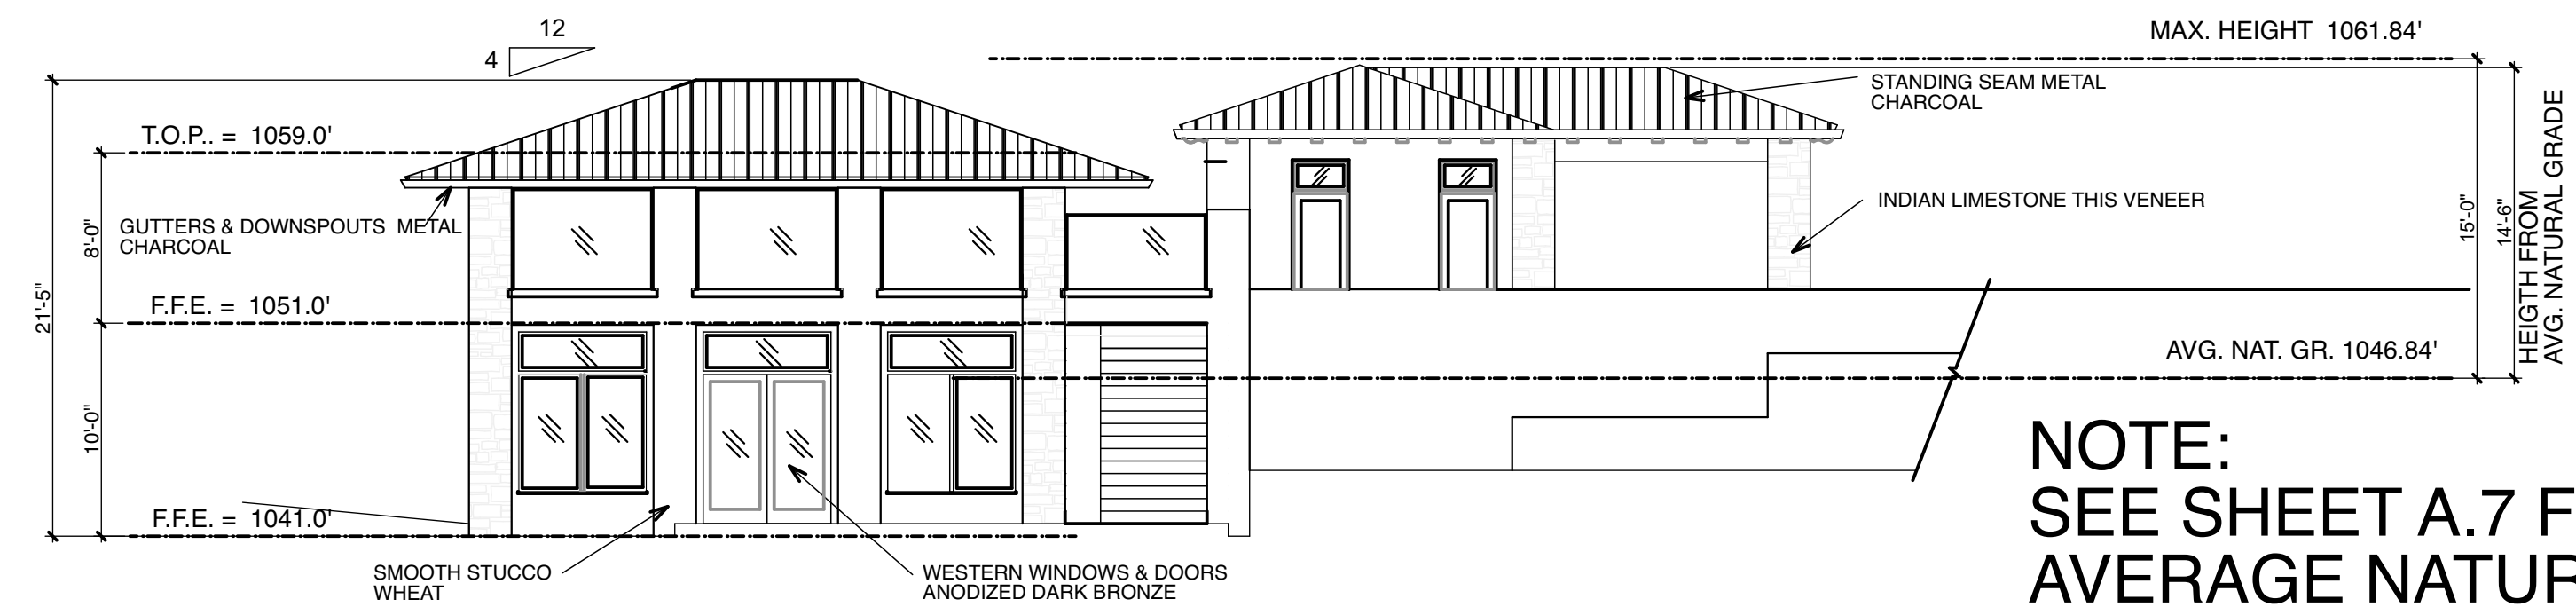 12
4
MAX. HEIGHT 1061.84'
STANDING SEAM METAL
CHARCOAL
T.O.P.. = 1059.0'
INDIAN LIMESTONE THIS VENEER
GUTTERS & DOWNSPOUTS METAL
CHARCOAL
8'-0"
21'-5"
F.F.E. = 1051.0'
15'-0"
14'-6"
HEIGTH FROM
AVG. NATURAL GRADE
AVG. NAT. GR. 1046.84'
10'-0"
F.F.E. = 1041.0'
SMOOTH STUCCO
WHEAT
WESTERN WINDOWS & DOORS
ANODIZED DARK BRONZE
NOTE:
SEE SHEET A.7 F
AVERAGE NATUR